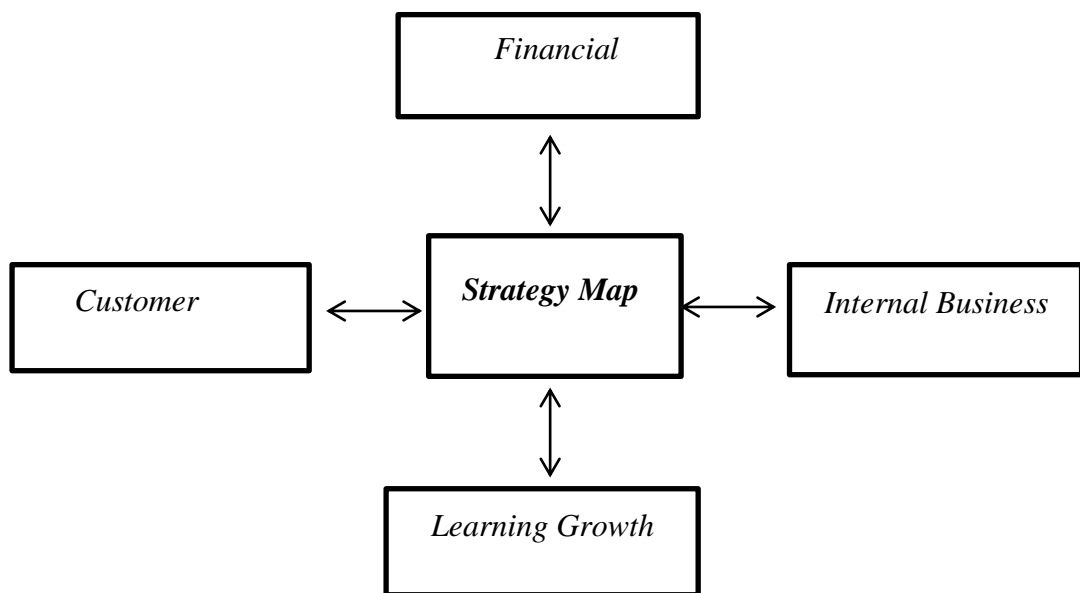 Financial
Customer
Strategy Map
Internal Business
Learning Growth